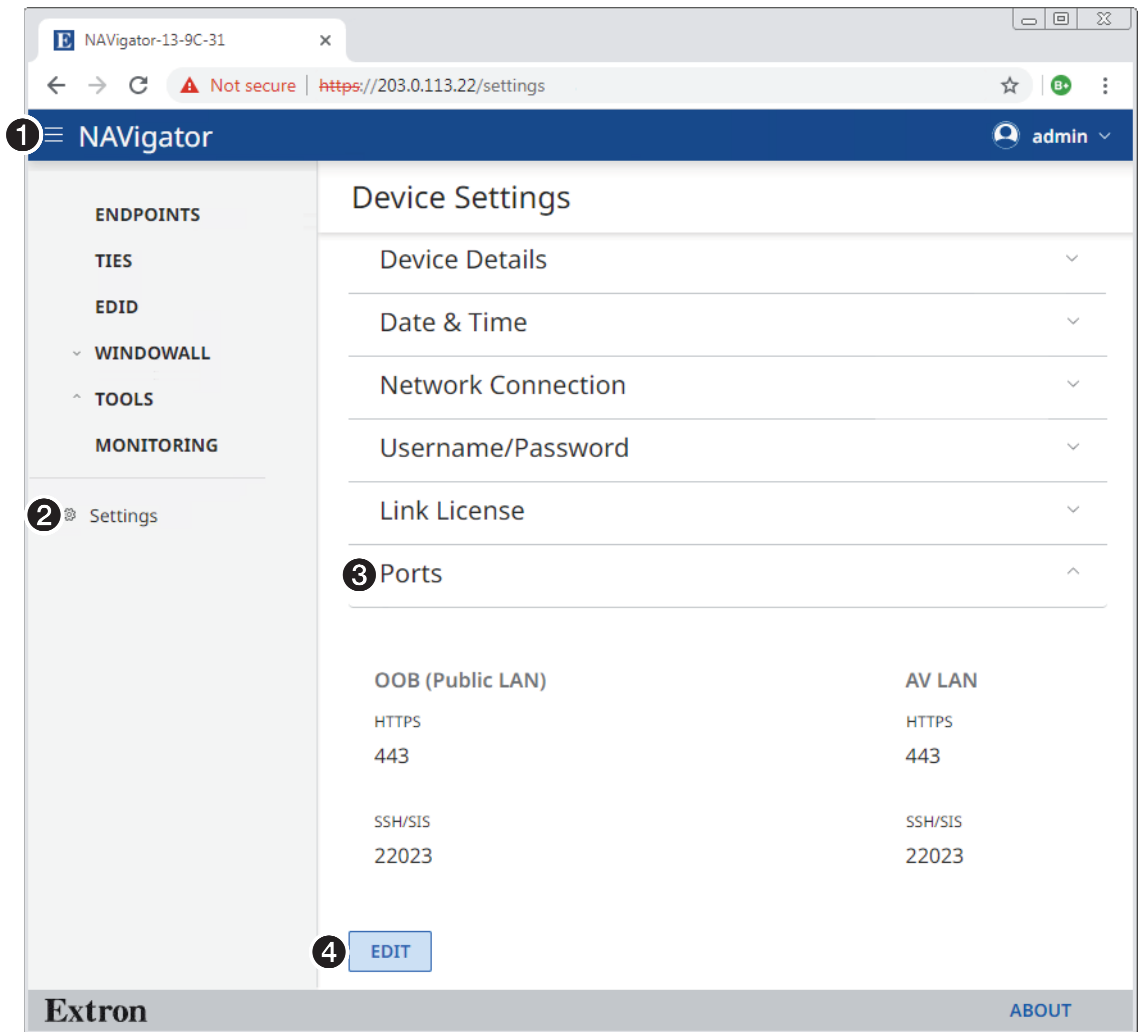 E NAVigator-13-9C-31
Not secure | https://203.0.113.22/settings B+
1 NAVigator admin
ENDPOINTS
TIES
EDID
WINDOWALL
TOOLS
MONITORING
2 Settings
Device Settings
Device Details
Date & Time
Network Connection
Username/Password
Link License
3 Ports
OOB (Public LAN) AV LAN
HTTPS HTTPS
443 443
SSH/SIS SSH/SIS
22023 22023
4 EDIT
Extron ABOUT